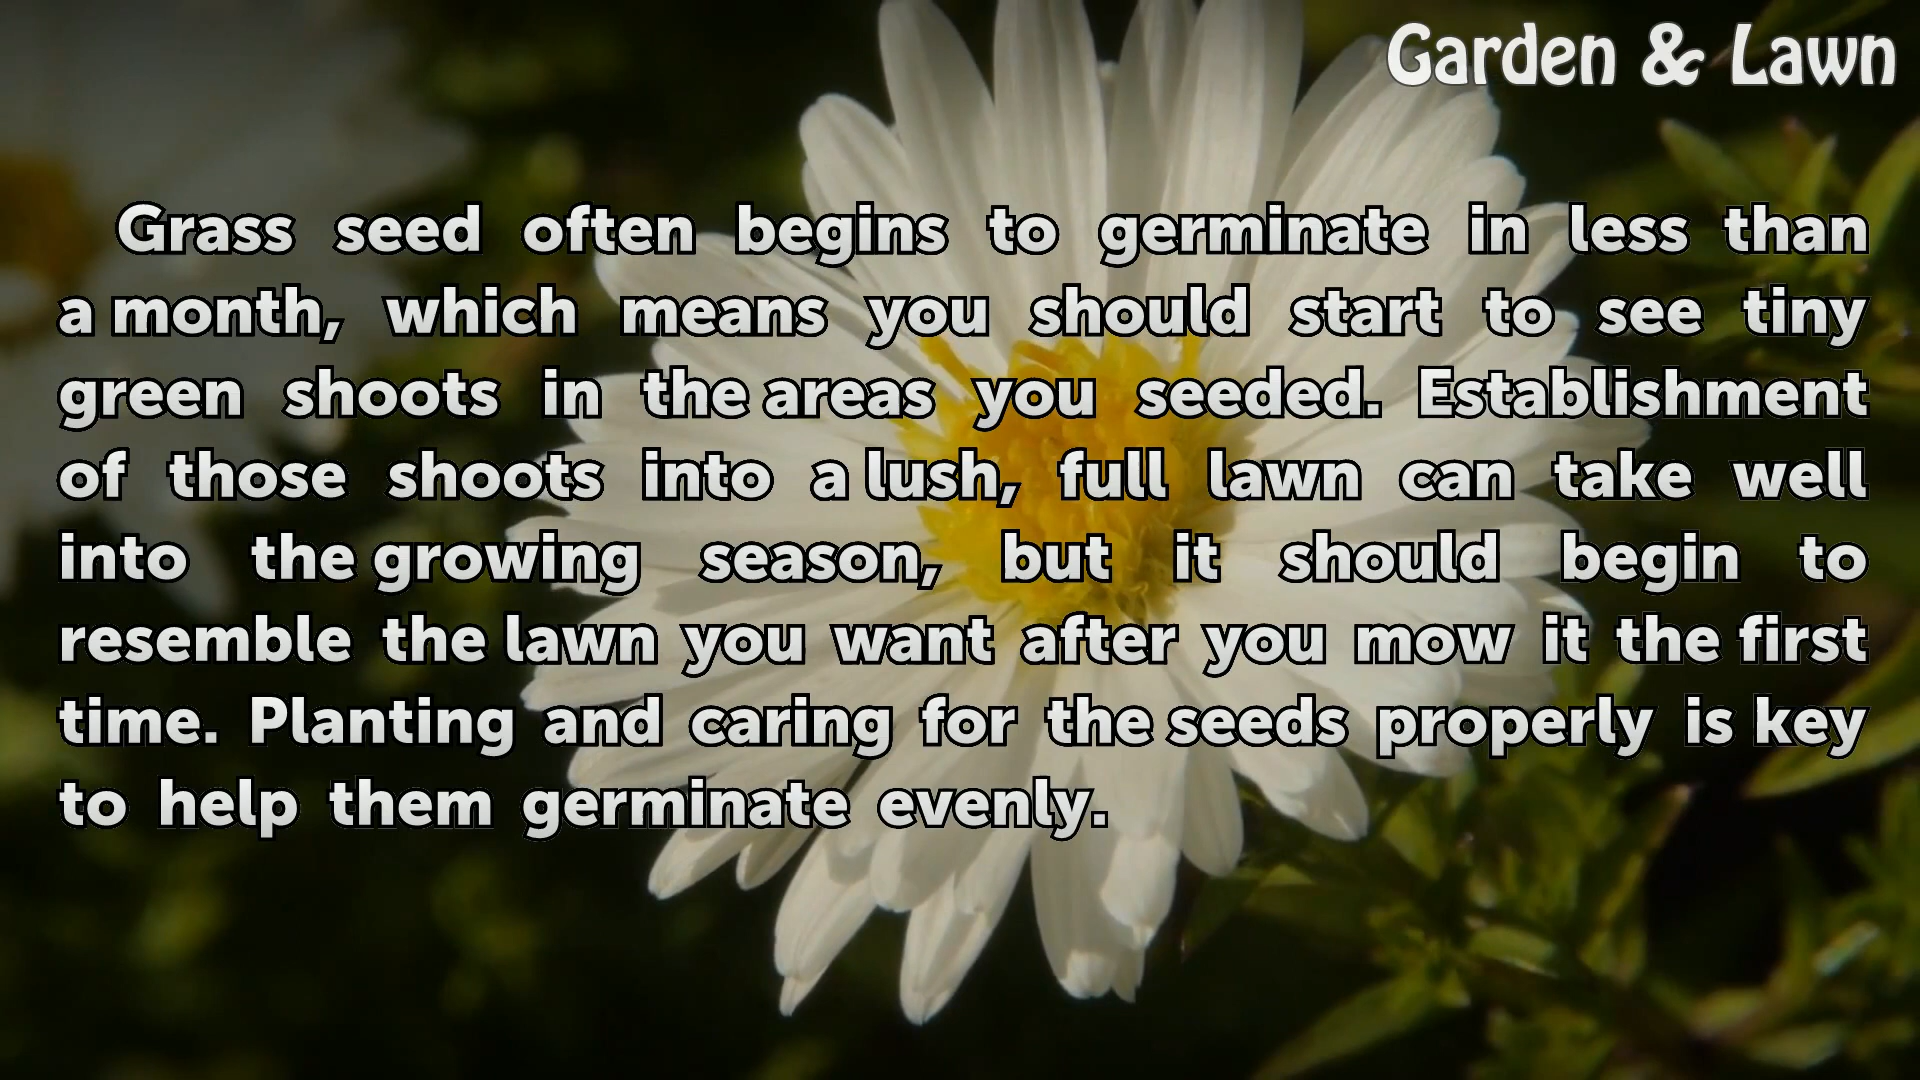 Garden & Lawn
Grass seed often begins to germinate in less than
a month, which means you should start to see tiny
green shoots in the areas you seeded. Establishment
of those shoots into a lush, full lawn can take well
into the growing season, but it should begin to
resemble the lawn you want after you mow it the first
time. Planting and caring for the seeds properly is key
to help them germinate evenly.